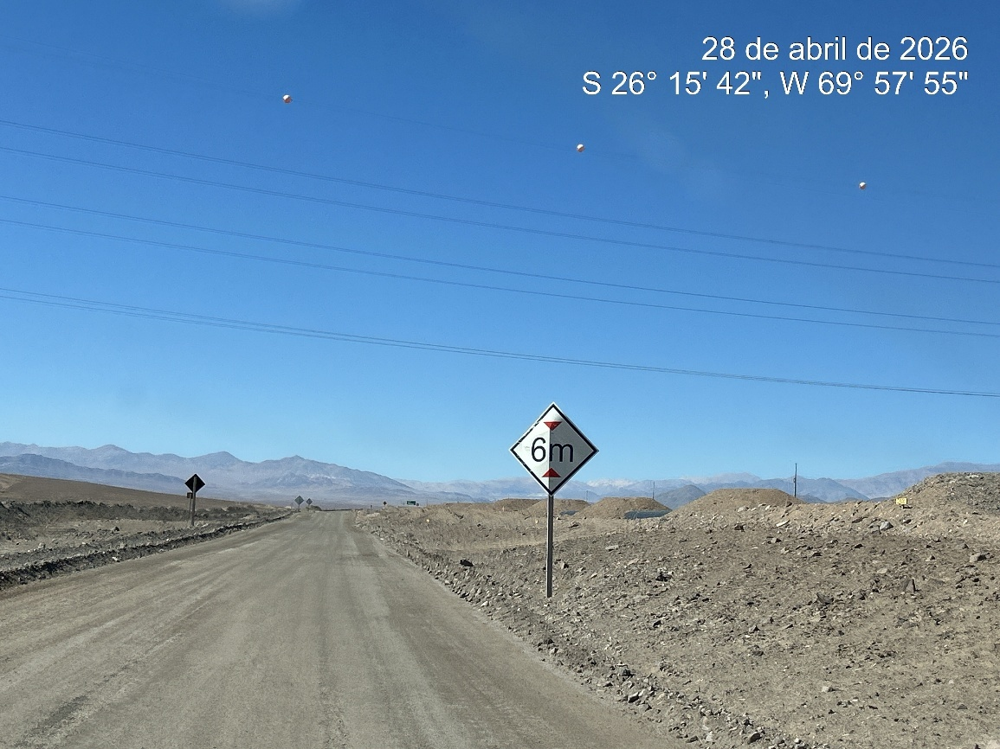 28 de abril de 2026
S 26° 15' 42", W 69° 57' 55"
6m